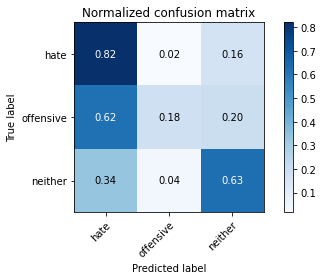 Normalized confusion matrix
True label
hate 0.82 0.02 0.16
offensive 0.62 0.18 0.20
neither 0.34 0.04 0.63
hate offensive neither
Predicted label
0.8
0.7
0.6
0.5
0.4
0.3
0.2
0.1